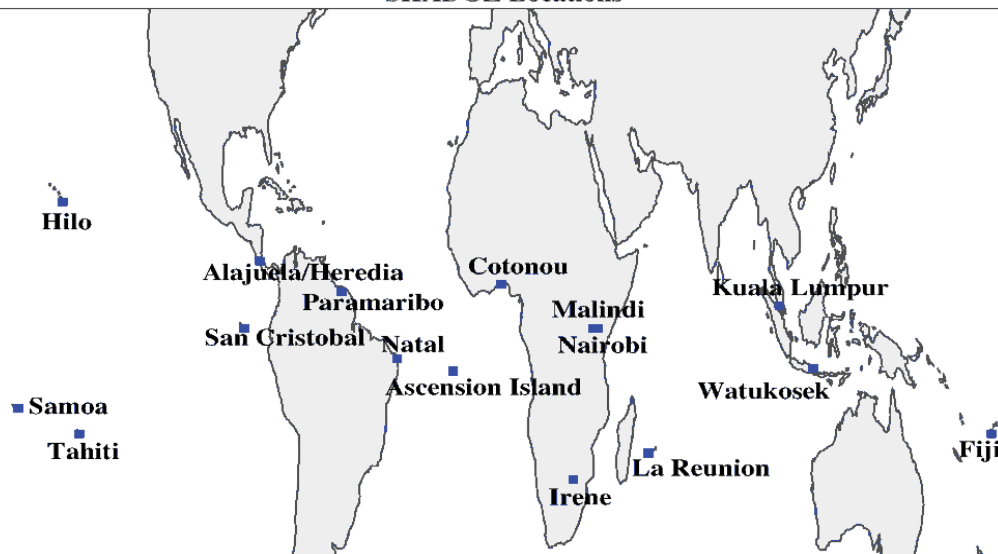 Hilo
Alajuela/Heredia
Cotonou
Kuala Lumpur
Paramaribo
Malindi
San Cristobal
Natal
Nairobi
Ascension Island
Watukosek
Samoa
Tahiti
Fiji
La Reunion
Irene